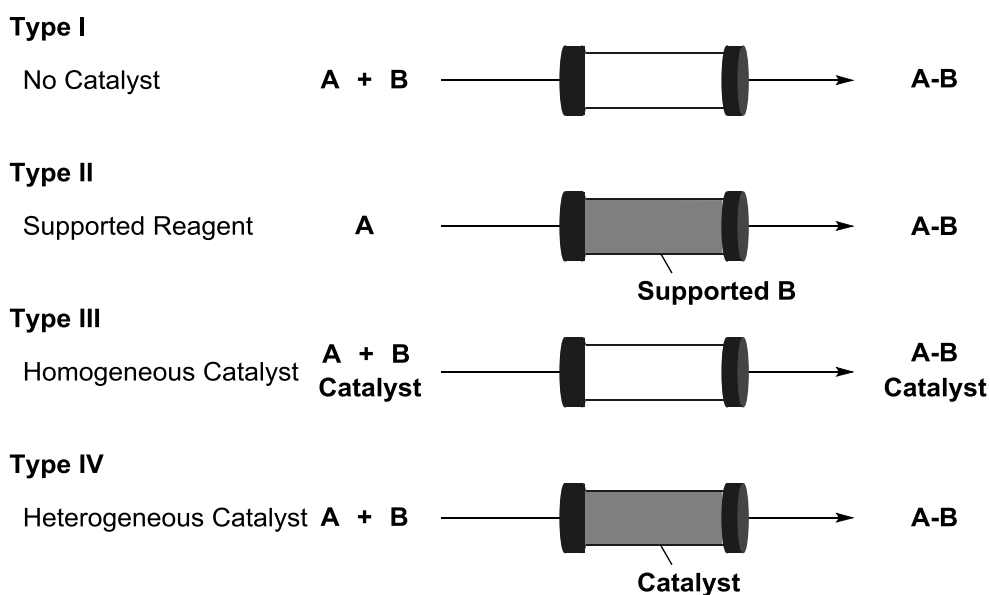 Type I
No Catalyst A + B A-B
Type II
Supported Reagent A A-B
Supported B
Type III
A + B A-B
Homogeneous Catalyst
Catalyst Catalyst
Type IV
Heterogeneous Catalyst A + B A-B
Catalyst